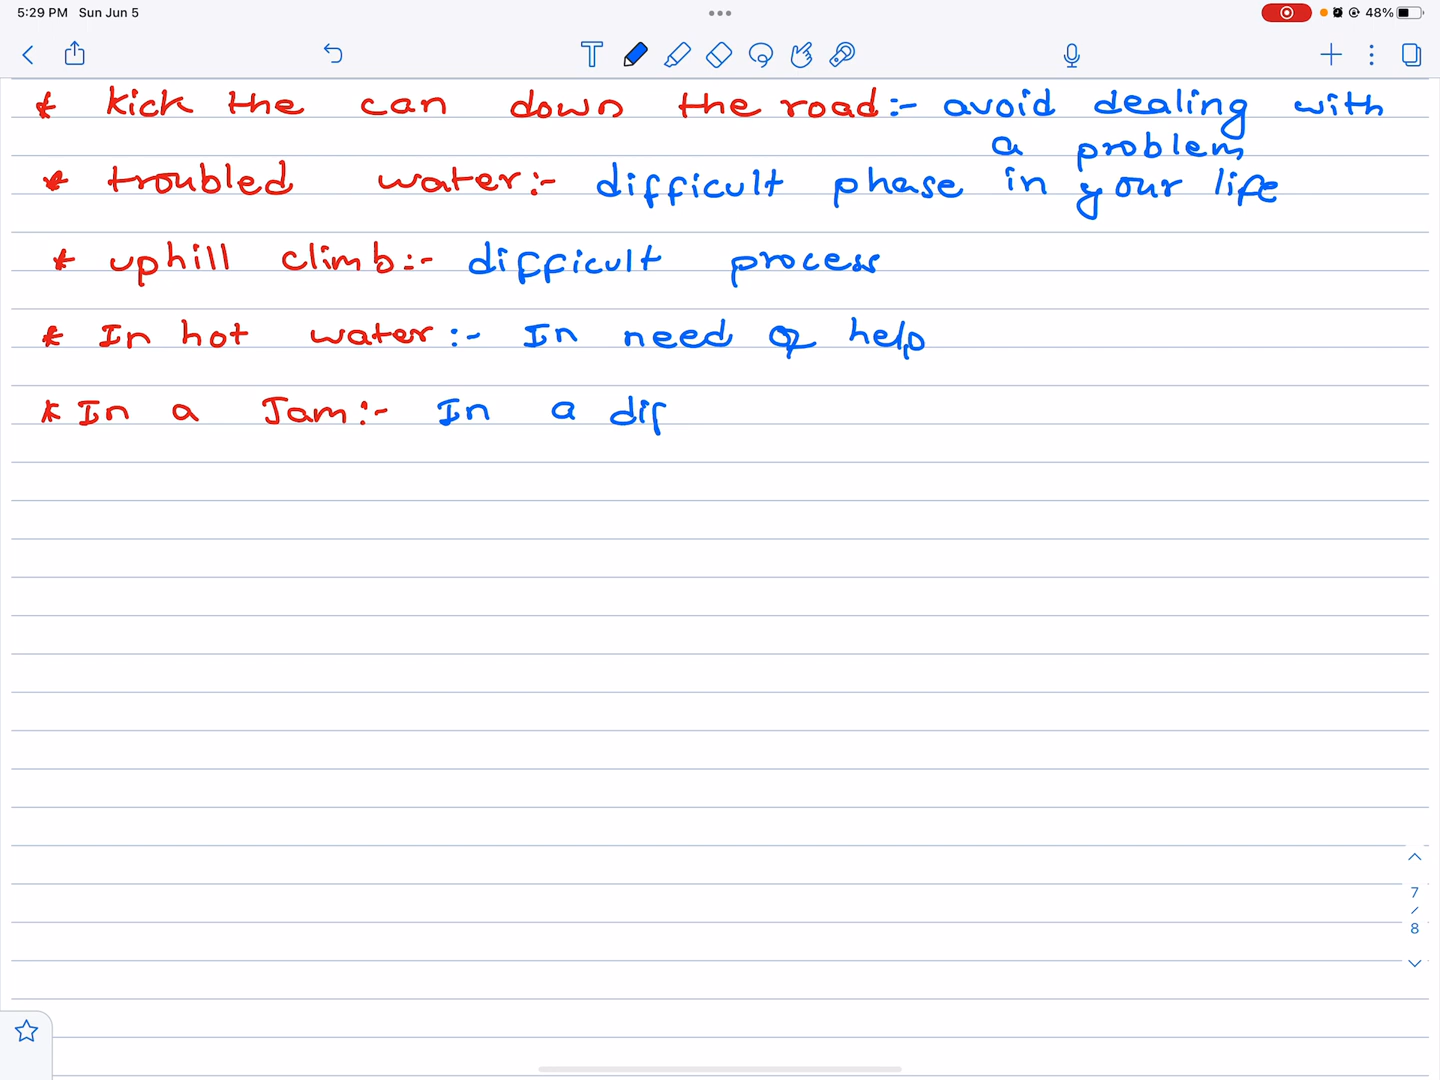 5:29 PM Sun Jun 5
48%
* Kick the can down the road:- avoid dealing with
a problem
* troubled water:- difficult phase in your life
* uphill climb:- difficult process
* In hot water:- In need of help
* In a Jam:- In a dif
7
/
8